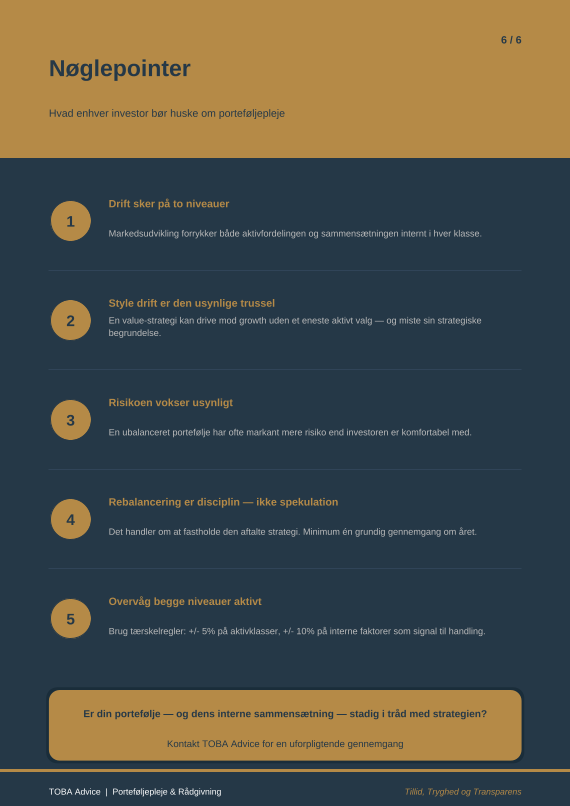 6 / 6
Nøglepointer
Hvad enhver investor bør huske om porteføljepleje
1
Drift sker på to niveauer
Markedsudvikling forrykker både aktivfordelingen og sammensætningen internt i hver klasse.
2
Style drift er den usynlige trussel
En value-strategi kan drive mod growth uden et eneste aktivt valg — og miste sin strategiske
begrundelse.
3
Risikoen vokser usynligt
En ubalanceret portefølje har ofte markant mere risiko end investoren er komfortabel med.
4
Rebalancering er disciplin — ikke spekulation
Det handler om at fastholde den aftalte strategi. Minimum én grundig gennemgang om året.
5
Overvåg begge niveauer aktivt
Brug tærskelregler: +/- 5% på aktivklasser, +/- 10% på interne faktorer som signal til handling.
Er din portefølje — og dens interne sammensætning — stadig i tråd med strategien?
Kontakt TOBA Advice for en uforpligtende gennemgang
TOBA Advice | Porteføljepleje & Rådgivning
Tillid, Tryghed og Transparens